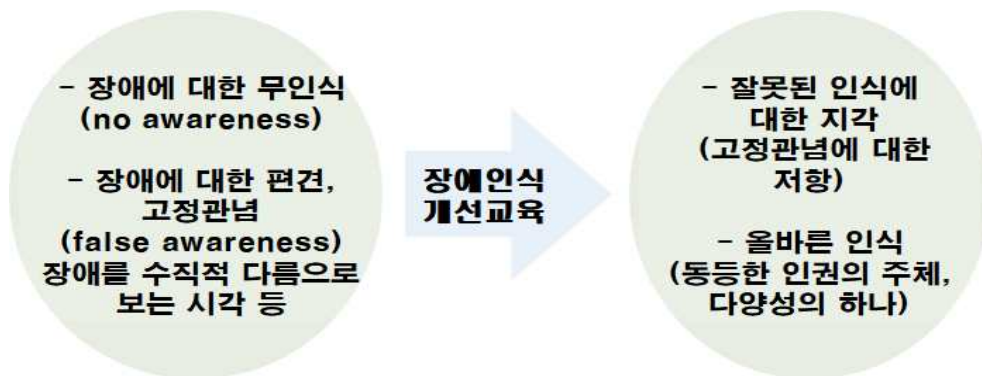 - 장애에 대한 무인식
(no awareness)
- 장애에 대한 편견,
고정관념
(false awareness)
장애를 수직적 다름으로
보는 시각 등
장애인식
개선교육
- 잘못된 인식에
대한 지각
(고정관념에 대한
저항)
- 올바른 인식
(동등한 인권의 주체,
다양성의 하나)